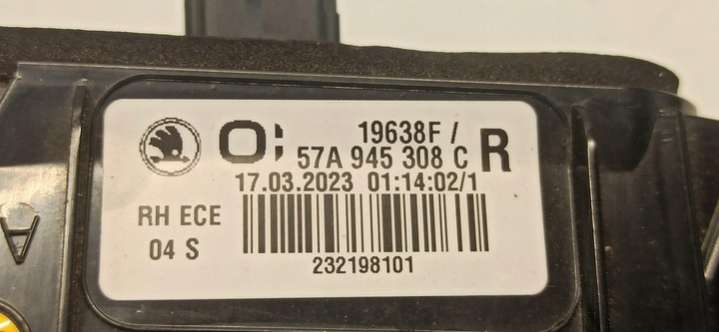 19638F /
57A 945 308 C R
17.03.2023 01:14:02/1
RH ECE
04 S
232198101
A